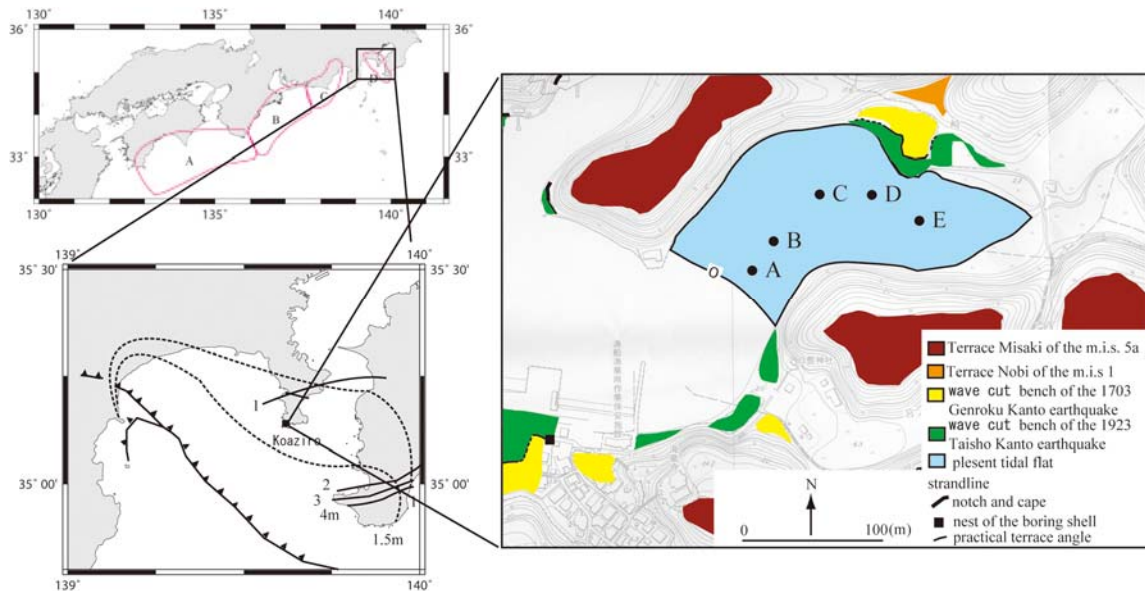 130°
135°
140°
36°
36°
33°
33°
A
B
C
D
130°
135°
140°
139°
140°
35° 30'
35° 30'
1
Koaziro
35° 00'
35° 00'
2
3
4m
1
1.5m
139°
140°
C
D
E
B
A
0
Terrace Misaki of the m.i.s. 5a
Terrace Nobi of the m.i.s 1
wave cut bench of the 1703
Genroku Kanto earthquake
wave cut bench of the 1923
Taisho Kanto earthquake
plesent tidal flat
strandline
notch and cape
nest of the boring shell
practical terrace angle
N
0
100(m)